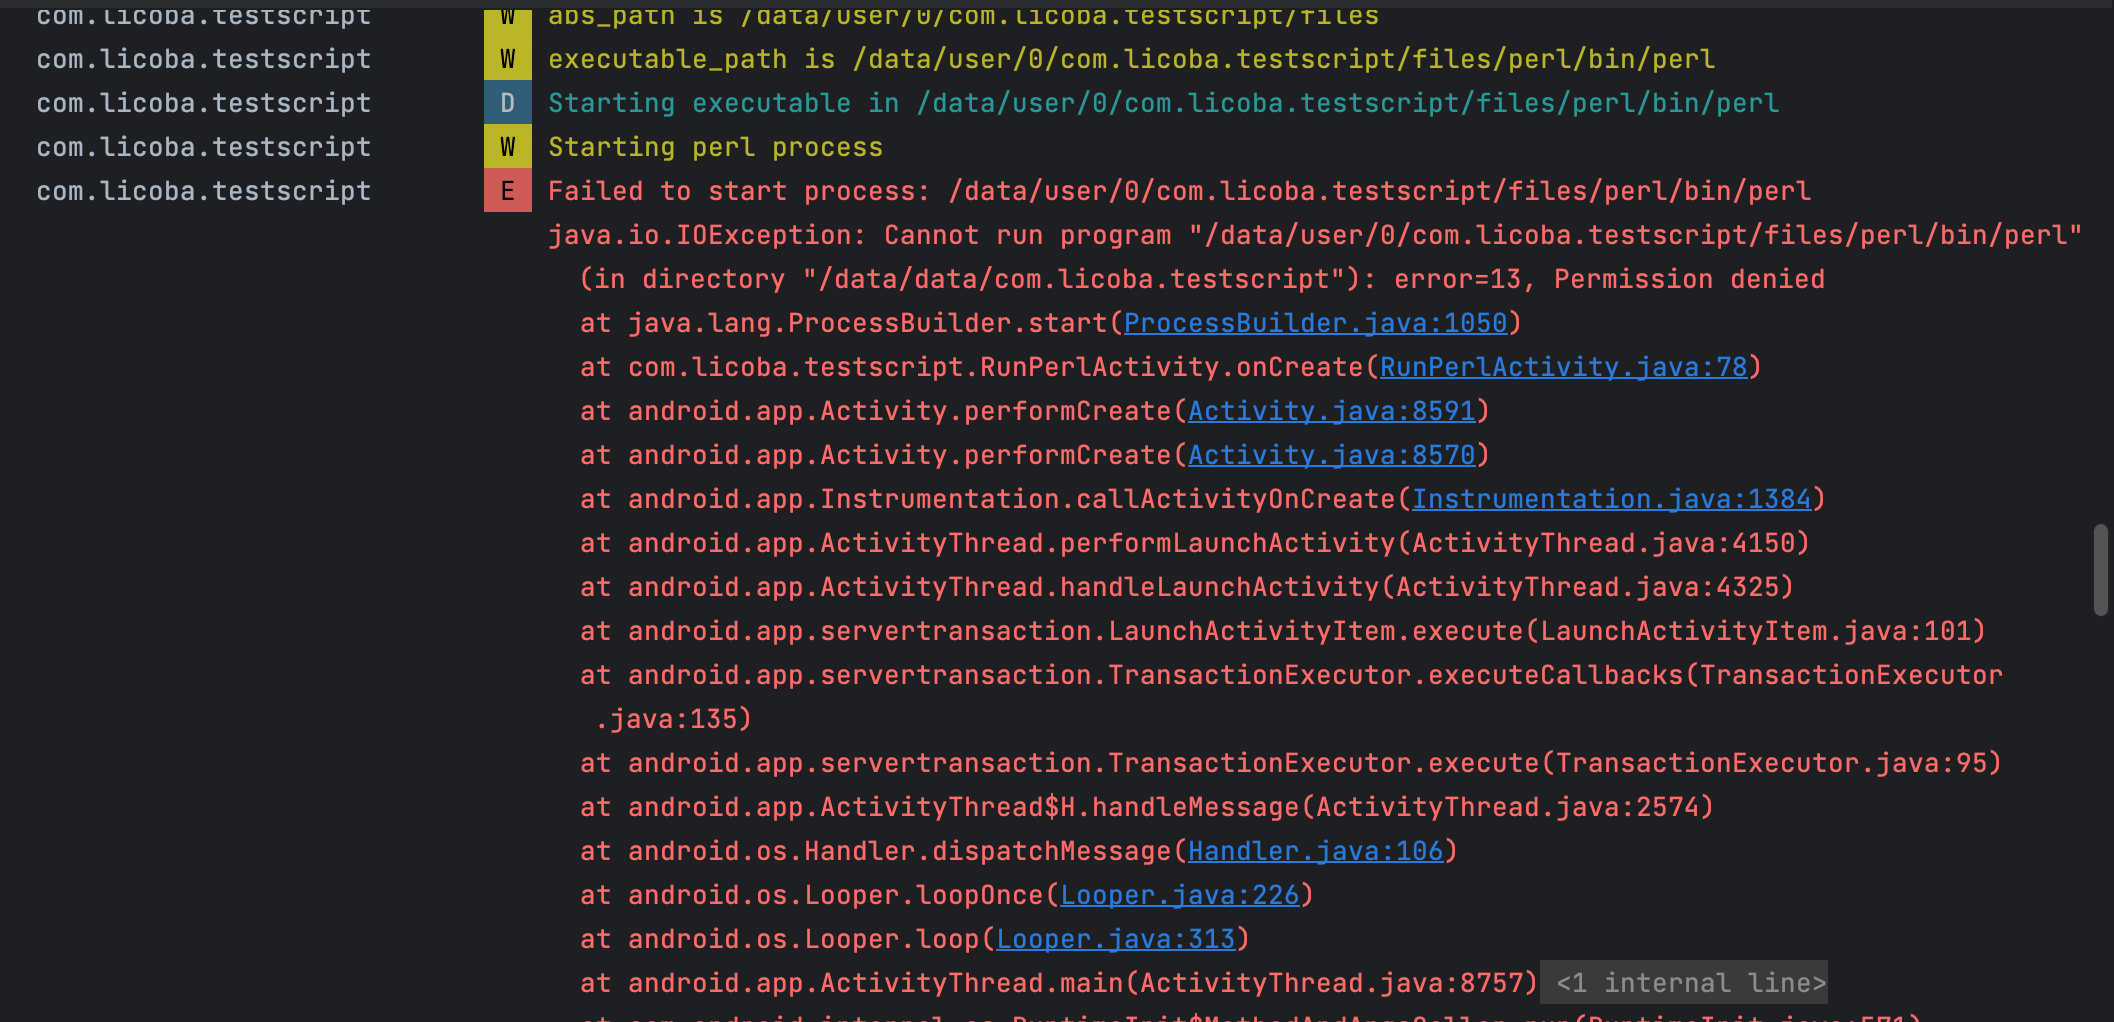 com.licoba.testscript W abs_path is /data/user/0/com.licoba.testscript/files
com.licoba.testscript W executable_path is /data/user/0/com.licoba.testscript/files/perl/bin/perl
com.licoba.testscript D Starting executable in /data/user/0/com.licoba.testscript/files/perl/bin/perl
com.licoba.testscript W Starting perl process
com.licoba.testscript E Failed to start process: /data/user/0/com.licoba.testscript/files/perl/bin/perl
java.io.IOException: Cannot run program "/data/user/0/com.licoba.testscript/files/perl/bin/perl"
(in directory "/data/data/com.licoba.testscript"): error=13, Permission denied
at java.lang.ProcessBuilder.start(ProcessBuilder.java:1050)
at com.licoba.testscript.RunPerlActivity.onCreate(RunPerlActivity.java:78)
at android.app.Activity.performCreate(Activity.java:8591)
at android.app.Activity.performCreate(Activity.java:8570)
at android.app.Instrumentation.callActivityOnCreate(Instrumentation.java:1384)
at android.app.ActivityThread.performLaunchActivity(ActivityThread.java:4150)
at android.app.ActivityThread.handleLaunchActivity(ActivityThread.java:4325)
at android.app.servertransaction.LaunchActivityItem.execute(LaunchActivityItem.java:101)
at android.app.servertransaction.TransactionExecutor.executeCallbacks(TransactionExecutor
.java:135)
at android.app.servertransaction.TransactionExecutor.execute(TransactionExecutor.java:95)
at android.app.ActivityThread$H.handleMessage(ActivityThread.java:2574)
at android.os.Handler.dispatchMessage(Handler.java:106)
at android.os.Looper.loopOnce(Looper.java:226)
at android.os.Looper.loop(Looper.java:313)
at android.app.ActivityThread.main(ActivityThread.java:8757) <1 internal line>
at com.android.internal.os.RuntimeInit$MethodAndArgsCaller.run(RuntimeInit.java:571)